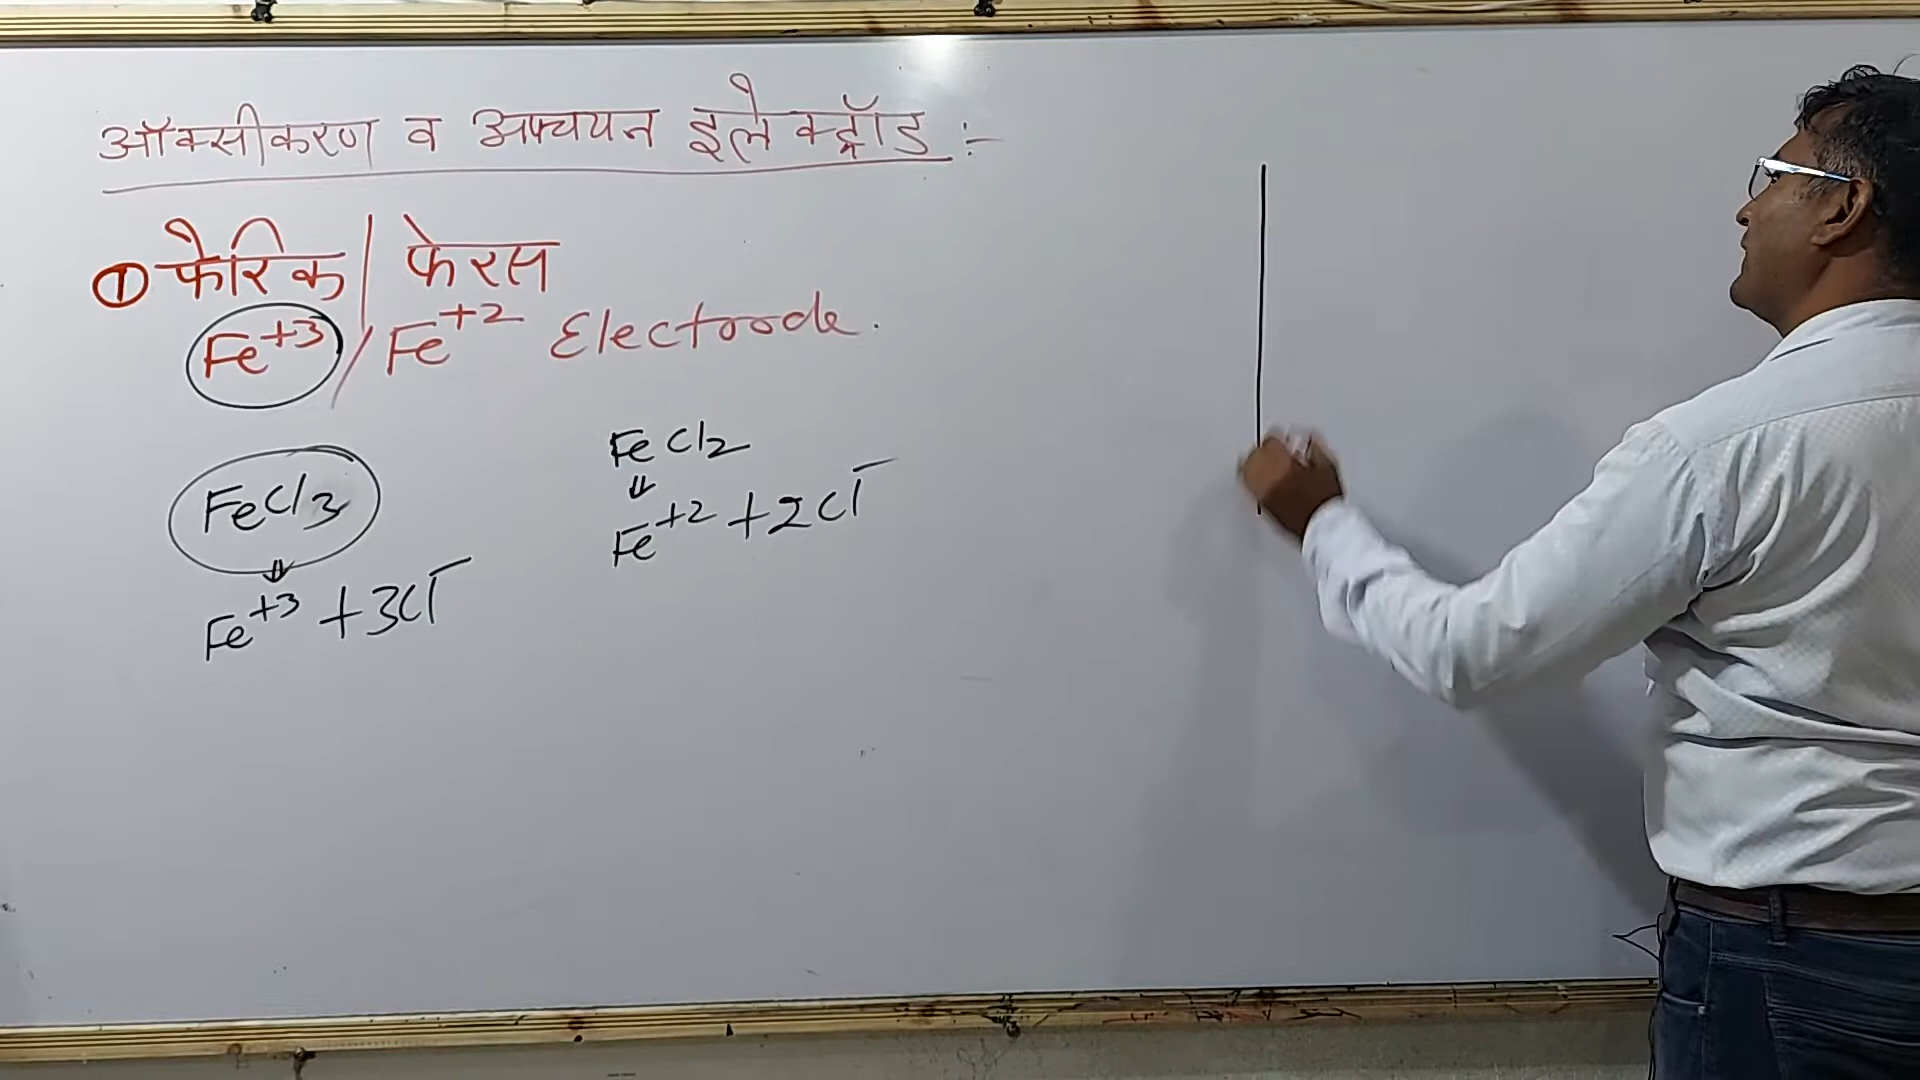 ऑक्सीकरण व अपचयन इलेक्ट्रॉड :-
① फैरिक / फेरस
Fe⁺³ / Fe⁺² Electrode.
FeCl₃
⇓
Fe⁺³ + 3Cl⁻
FeCl₂
⇓
Fe⁺² + 2Cl⁻